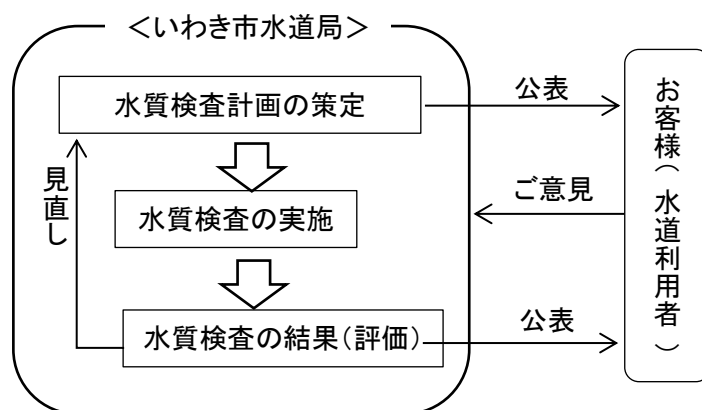 ＜いわき市水道局＞
水質検査計画の策定
公表
見直し
水質検査の実施
ご意見
水質検査の結果（評価）
公表
お客様（水道利用者）